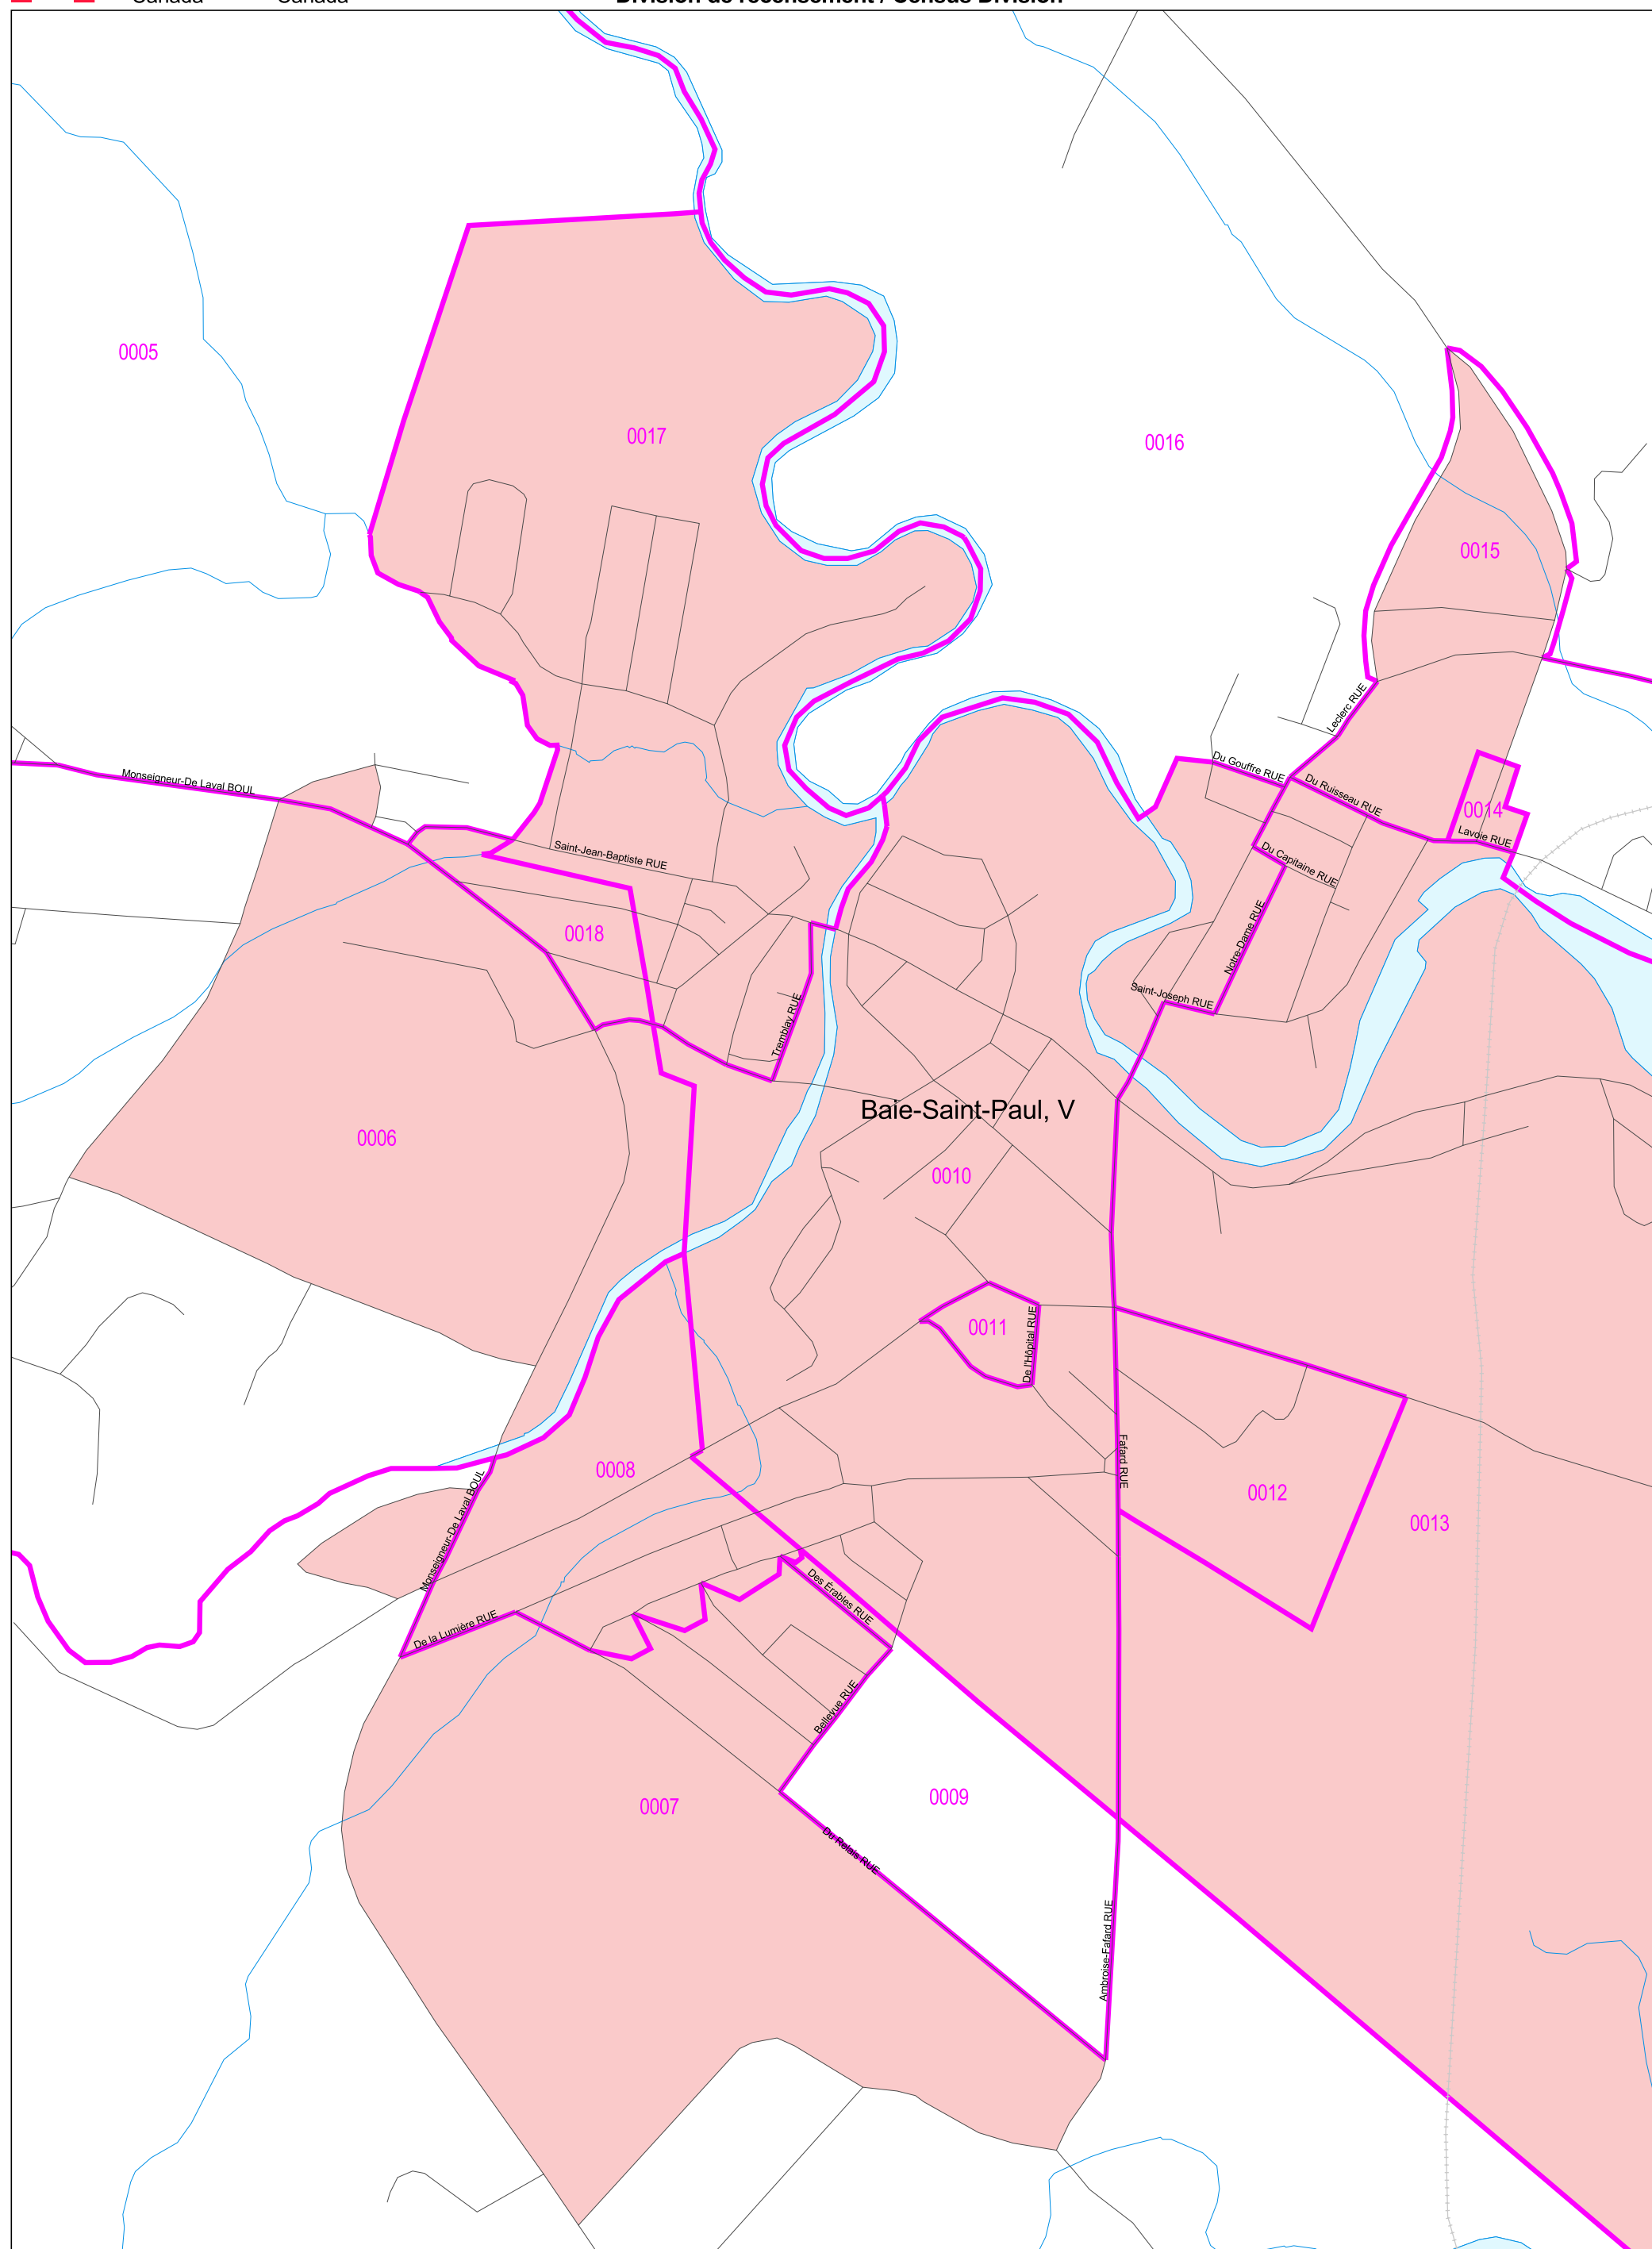 Canada
Canada
Division de recensement / Census Division
0005
0017
0016
0015
Leclerc RUE
Du Gouffre RUE
Du Ruisseau RUE
Monseigneur-De Laval BOUL
0014
Lavoie RUE
Saint-Jean-Baptiste RUE
Du Capitaine RUE
0018
Notre-Dame RUE
Saint-Joseph RUE
Tremblay RUE
Baie-Saint-Paul, V
0006
0010
0011
De l'Hôpital RUE
Fafard RUE
0008
0012
0013
Monseigneur-De Laval BOUL
Des Érables RUE
De la Lumière RUE
Bellevue RUE
0009
0007
Du Relais RUE
Ambroise-Fafard RUE